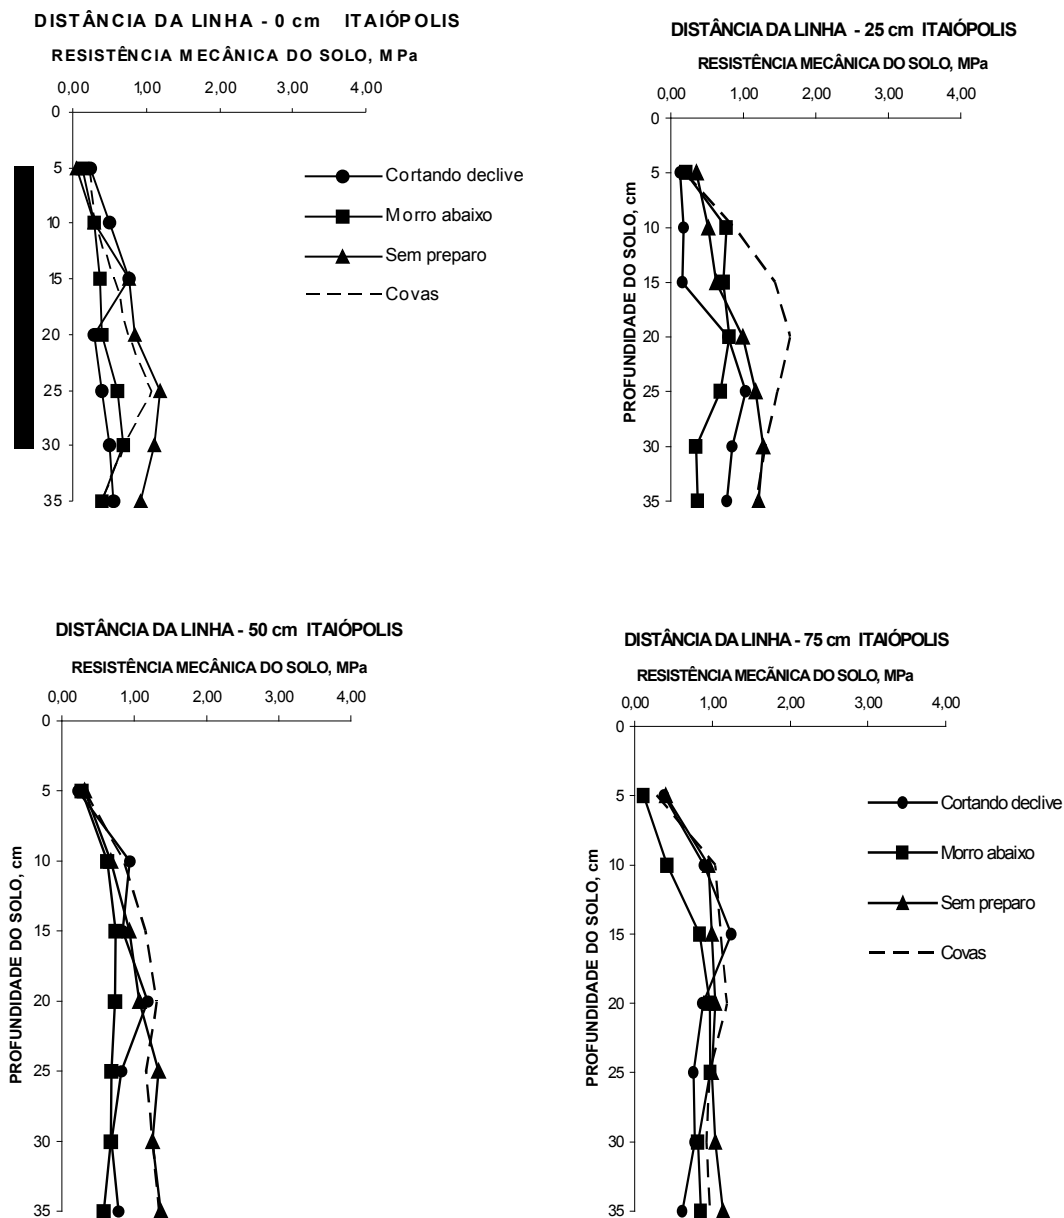 DISTÂNCIA DA LINHA - 0 cm ITAIÓPOLIS
RESISTÊNCIA MECÂNICA DO SOLO, MPa
0,00 1,00 2,00 3,00 4,00
0
5
10
15
20
25
30
35
Cortando declive
Morro abaixo
Sem preparo
Covas
DISTÂNCIA DA LINHA - 25 cm ITAIÓPOLIS
RESISTÊNCIA MECÂNICA DO SOLO, MPa
0,00 1,00 2,00 3,00 4,00
PROFUNDIDADE DO SOLO, cm
0
5
10
15
20
25
30
35
DISTÂNCIA DA LINHA - 50 cm ITAIÓPOLIS
RESISTÊNCIA MECÂNICA DO SOLO, MPa
0,00 1,00 2,00 3,00 4,00
PROFUNDIDADE DO SOLO, cm
0
5
10
15
20
25
30
35
DISTÂNCIA DA LINHA - 75 cm ITAIÓPOLIS
RESISTÊNCIA MECÃNICA DO SOLO, MPa
0,00 1,00 2,00 3,00 4,00
PROFUNDIDADE DO SOLO, cm
0
5
10
15
20
25
30
35
Cortando declive
Morro abaixo
Sem preparo
Covas